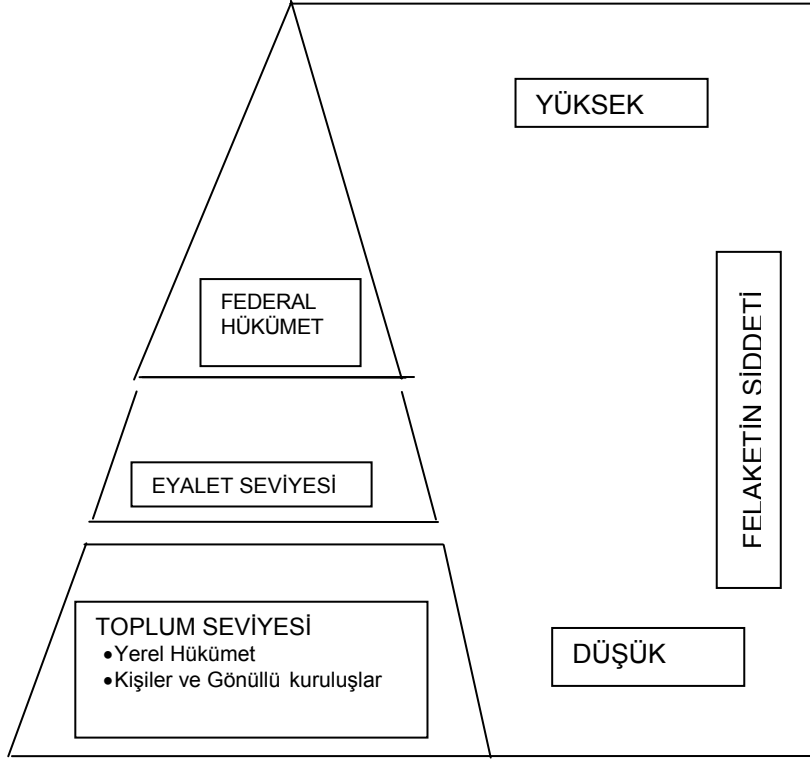 YÜKSEK
FEDERAL
HÜKÜMET
FELAKETİN SİDDETİ
EYALET SEVİYESİ
TOPLUM SEVİYESİ
•Yerel Hükümet
•Kişiler ve Gönüllü kuruluşlar
DÜŞÜK